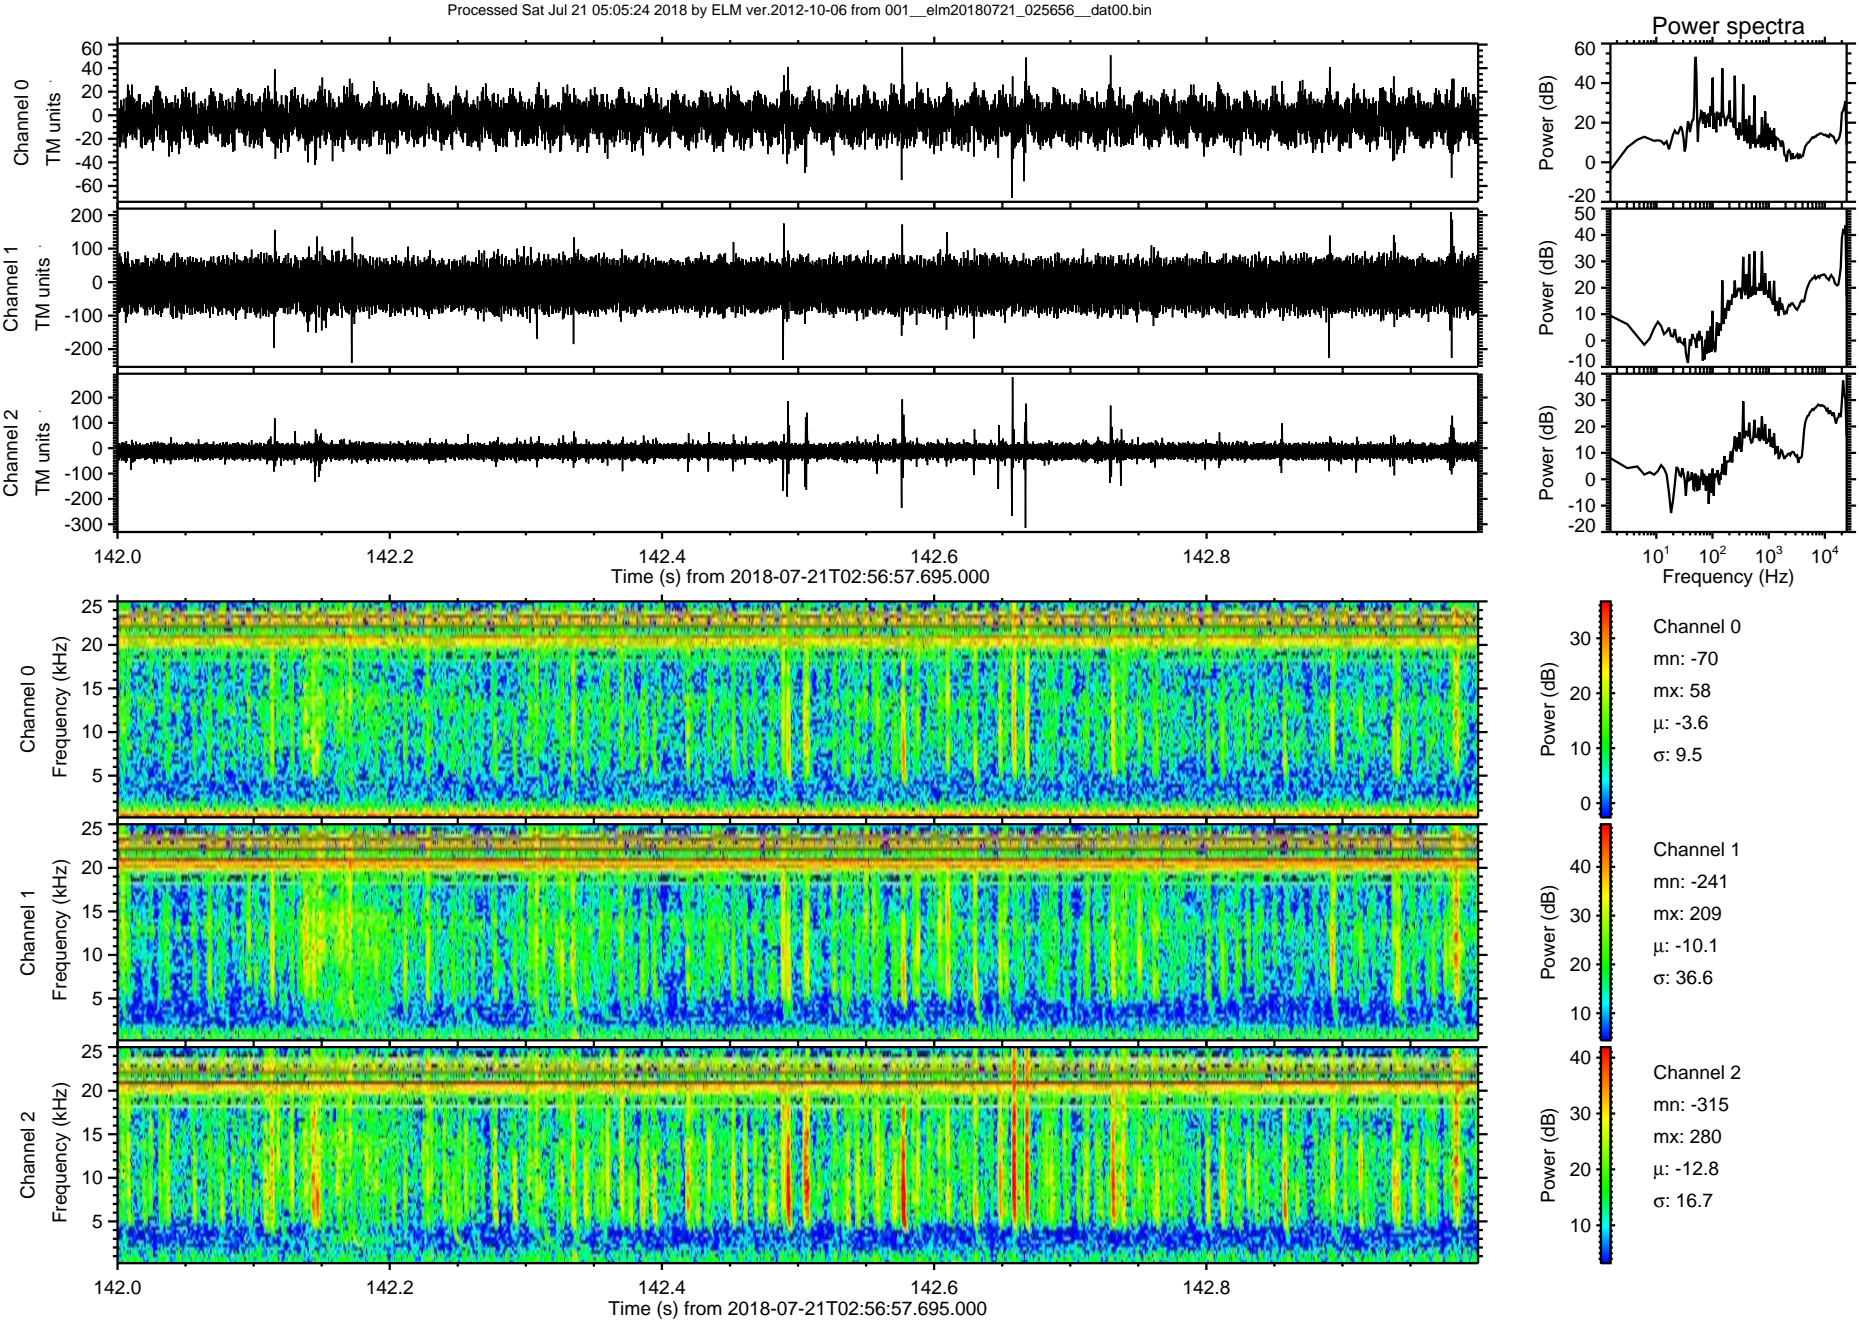 Processed Sat Jul 21 05:05:24 2018 by ELM ver.2012-10-06 from 001__elm20180721_025656__dat00.bin
Power spectra
Channel 0
TM units
60
40
20
0
-20
-40
-60
Power (dB)
60
40
20
0
-20
Channel 1
TM units
200
100
0
-100
-200
Power (dB)
50
40
30
20
10
0
-10
Channel 2
TM units
200
100
0
-100
-200
-300
Power (dB)
40
30
20
10
0
-10
-20
142.0 142.2 142.4 142.6 142.8
Time (s) from 2018-07-21T02:56:57.695.000
10^1 10^2 10^3 10^4
Frequency (Hz)
Channel 0
Frequency (kHz)
25
20
15
10
5
Power (dB)
30
20
10
0
Channel 0
mn: -70
mx: 58
μ: -3.6
σ: 9.5
Channel 1
Frequency (kHz)
25
20
15
10
5
Power (dB)
40
30
20
10
Channel 1
mn: -241
mx: 209
μ: -10.1
σ: 36.6
Channel 2
Frequency (kHz)
25
20
15
10
5
Power (dB)
40
30
20
10
Channel 2
mn: -315
mx: 280
μ: -12.8
σ: 16.7
142.0 142.2 142.4 142.6 142.8
Time (s) from 2018-07-21T02:56:57.695.000